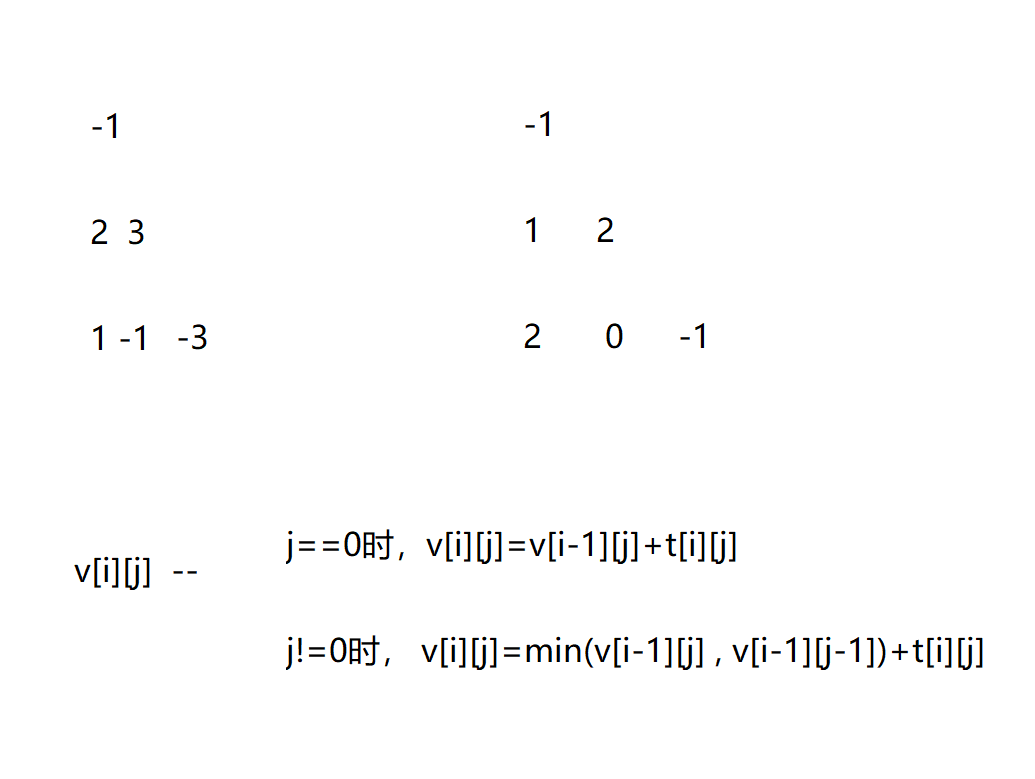 -1 -1
2 3 1 2
1 -1 -3 2 0 -1
j==0时，v[i][j]=v[i-1][j]+t[i][j]
v[i][j] --
j!=0时， v[i][j]=min(v[i-1][j] , v[i-1][j-1])+t[i][j]